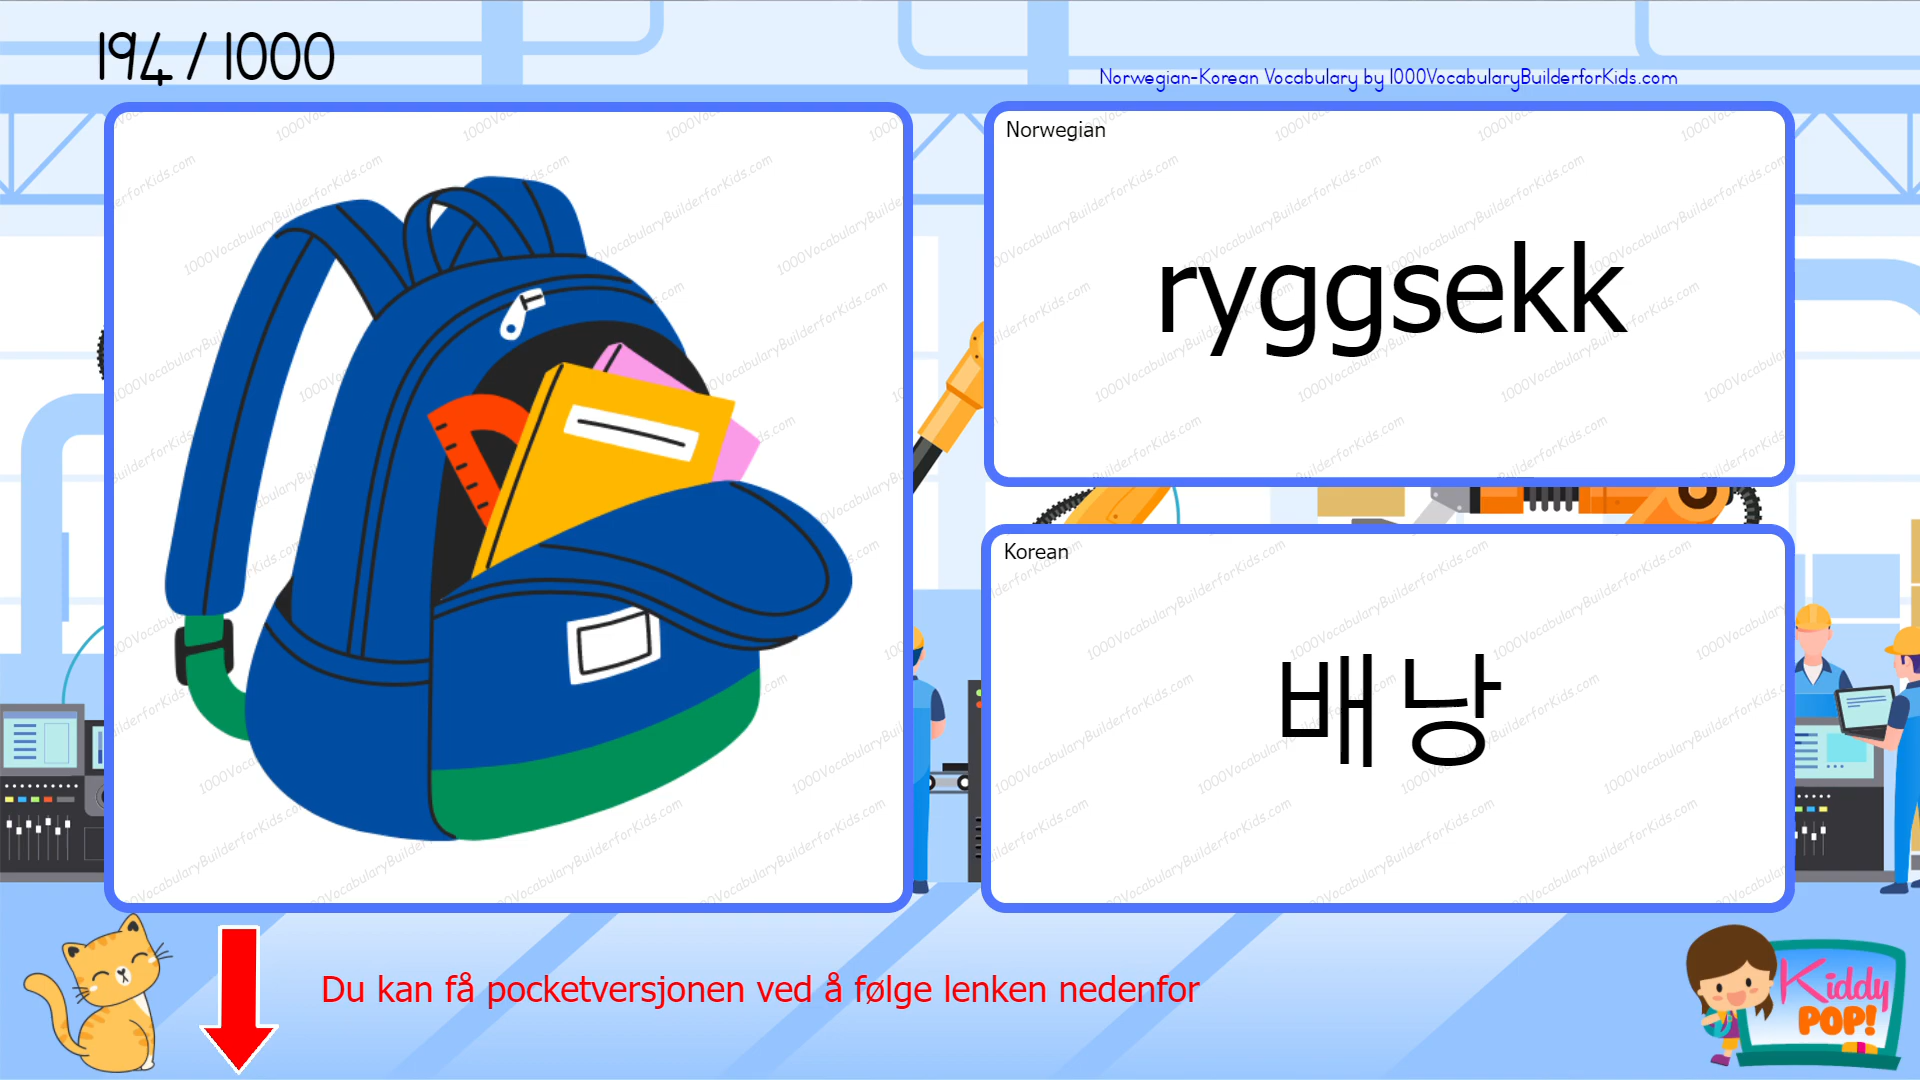 194 / 1000
Norwegian-Korean Vocabulary by 1000VocabularyBuilderforKids.com
Norwegian
ryggsekk
Korean
배낭
Du kan få pocketversjonen ved å følge lenken nedenfor
Kiddy
POP!